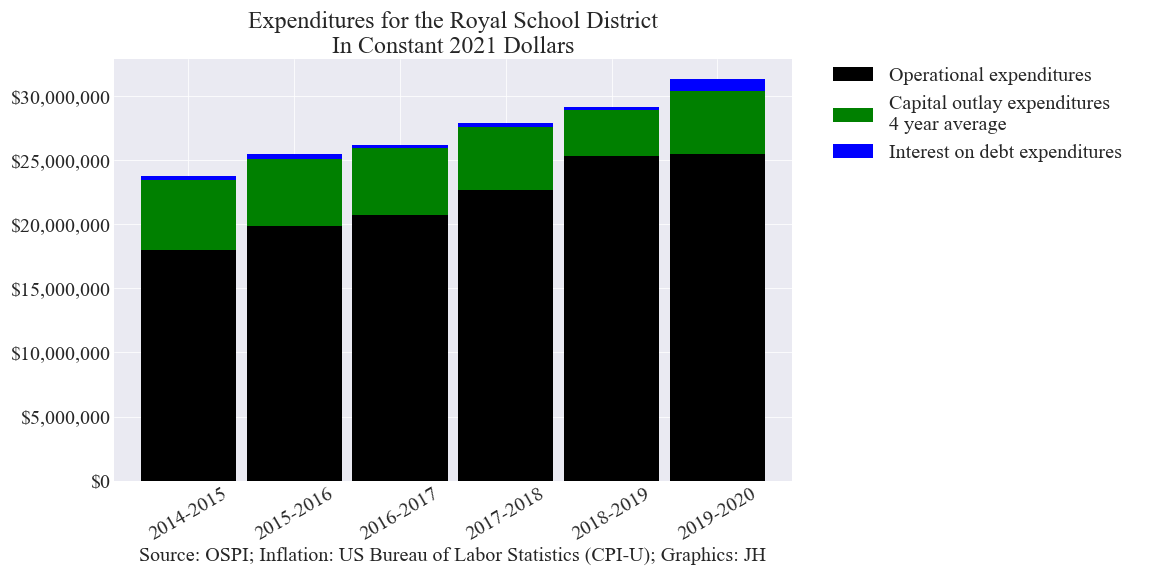 Expenditures for the Royal School District
In Constant 2021 Dollars
Operational expenditures
Capital outlay expenditures
4 year average
Interest on debt expenditures
$30,000,000
$25,000,000
$20,000,000
$15,000,000
$10,000,000
$5,000,000
$0
2014-2015
2015-2016
2016-2017
2017-2018
2018-2019
2019-2020
Source: OSPI; Inflation: US Bureau of Labor Statistics (CPI-U); Graphics: JH